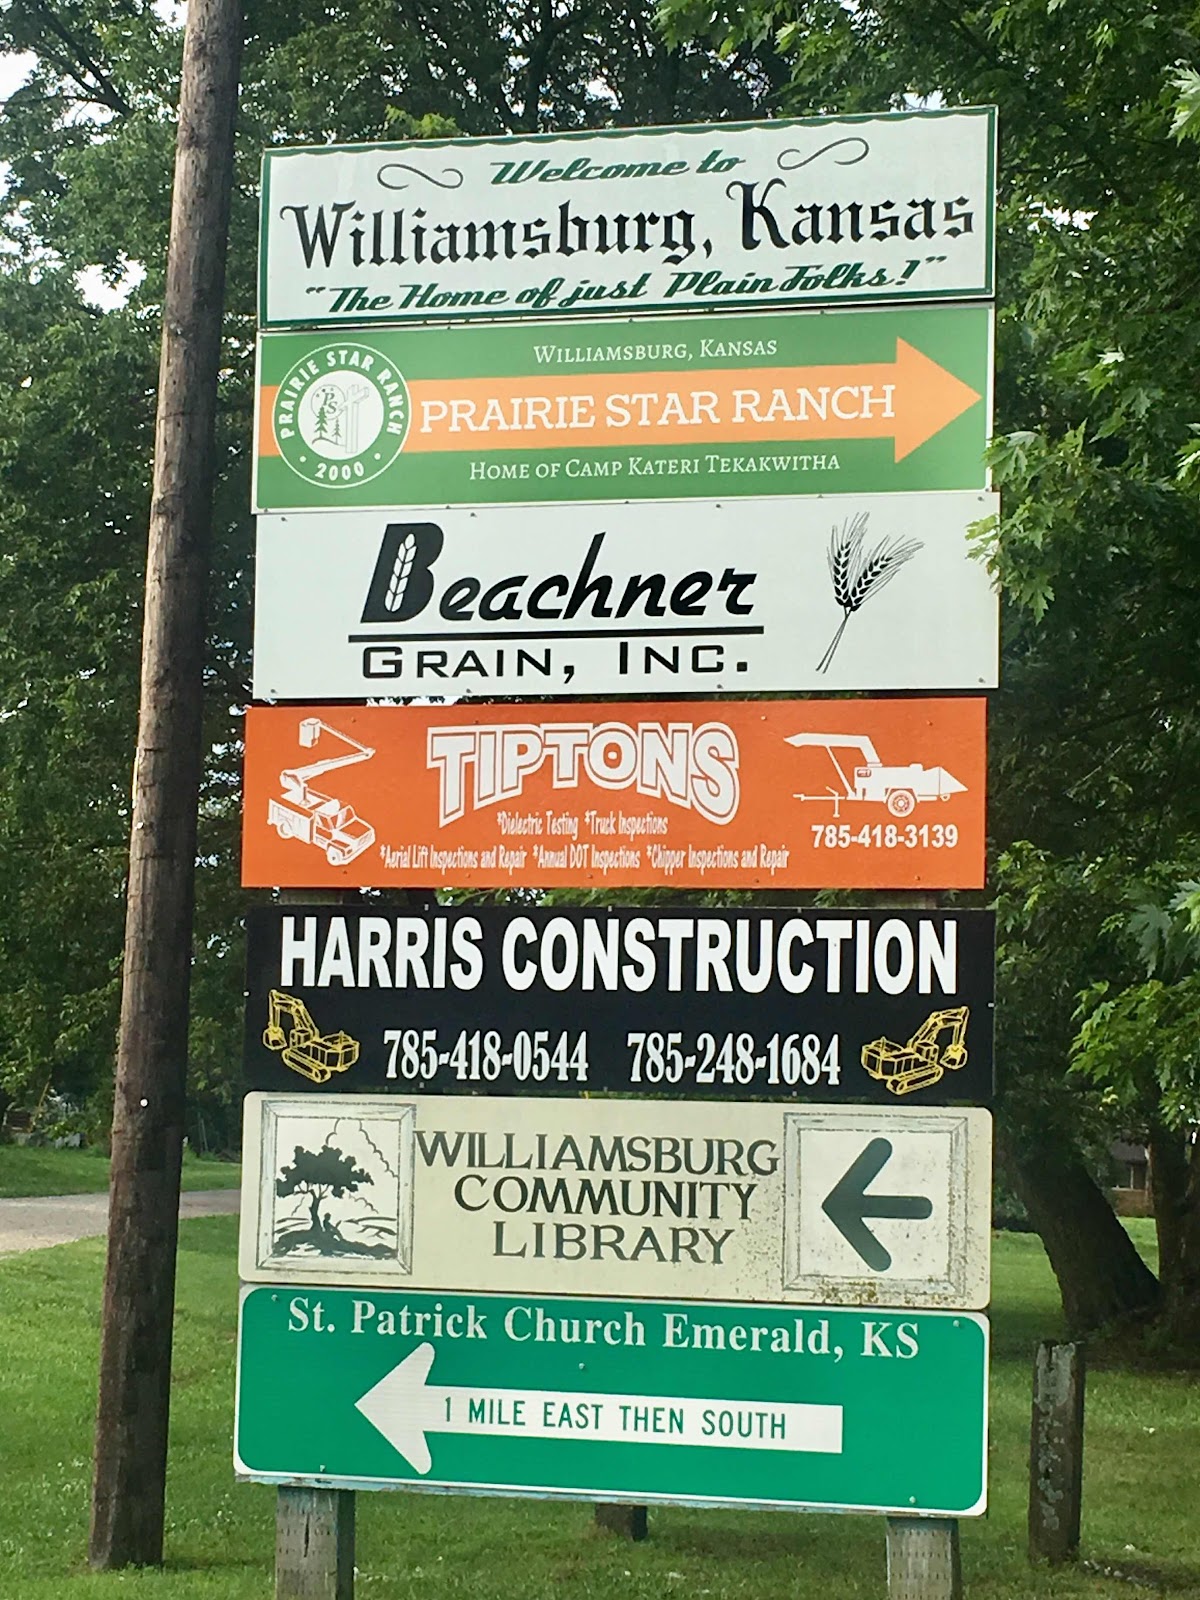 Welcome to
Williamsburg, Kansas
"The Home of just Plain Folks!"
PRAIRIE STAR RANCH
PS
• 2000 •
WILLIAMSBURG, KANSAS
PRAIRIE STAR RANCH
HOME OF CAMP KATERI TEKAKWITHA
Beachner
GRAIN, INC.
TIPTONS
*Dielectric Testing *Truck Inspections
*Aerial Lift Inspections and Repair *Annual DOT Inspections *Chipper Inspections and Repair
785-418-3139
HARRIS CONSTRUCTION
785-418-0544 785-248-1684
WILLIAMSBURG
COMMUNITY
LIBRARY
St. Patrick Church Emerald, KS
1 MILE EAST THEN SOUTH